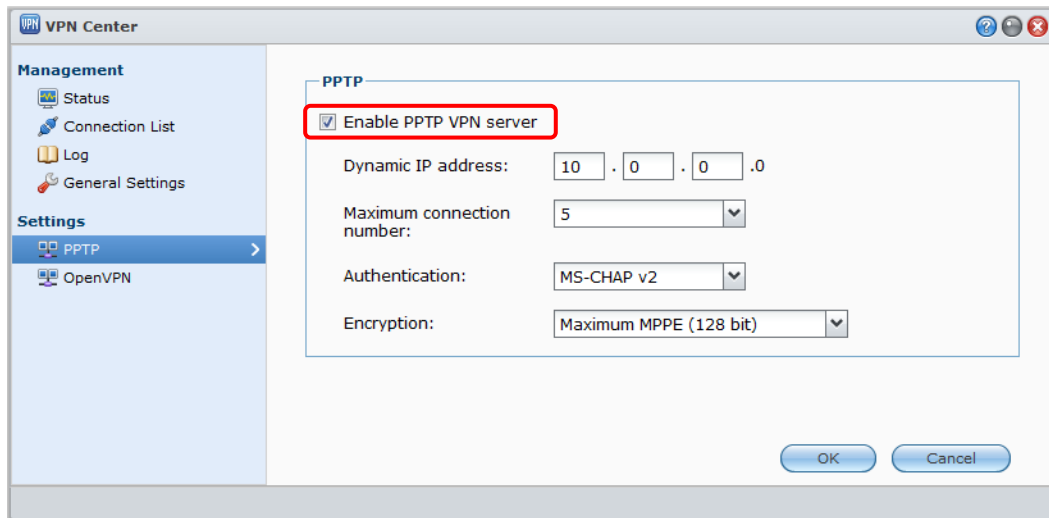 VPN VPN Center
Management
Status
Connection List
Log
General Settings
Settings
PPTP
OpenVPN
PPTP
Enable PPTP VPN server
Dynamic IP address: 10 . 0 . 0 .0
Maximum connection
number: 5
Authentication: MS-CHAP v2
Encryption: Maximum MPPE (128 bit)
OK Cancel